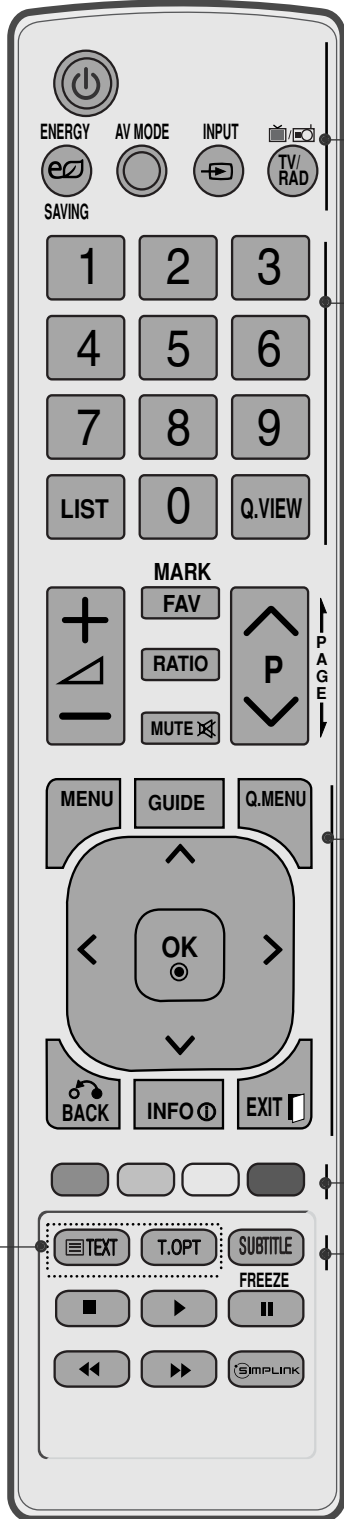 ENERGY AV MODE INPUT
TV/
RAD
SAVING
1 2 3
4 5 6
7 8 9
LIST 0 Q.VIEW
MARK
FAV
RATIO
P
MUTE
PAGE
MENU GUIDE Q.MENU
OK
BACK INFO EXIT
TEXT T.OPT SUBTITLE
FREEZE
SIMPLINK